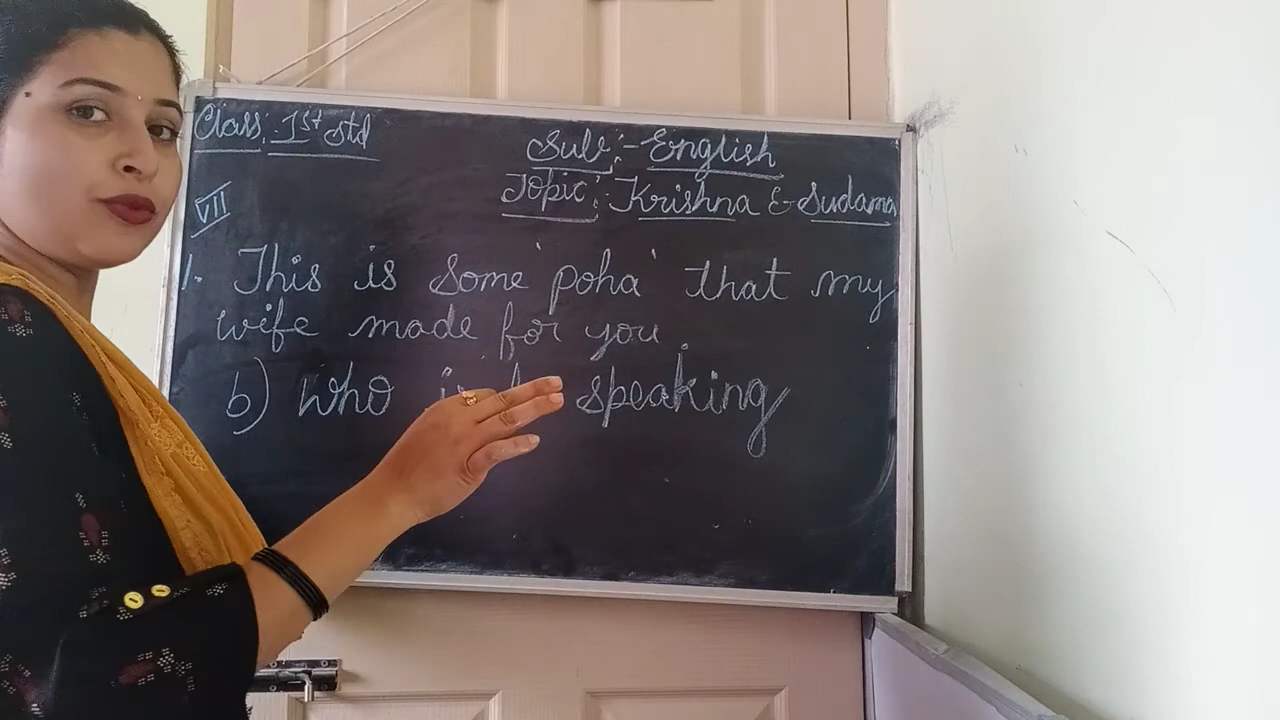 Class: 1st Std
Sub:- English
Topic:- Krishna & Sudama
VII
1. This is some 'poha' that my
wife made for you.
b) Who is speaking